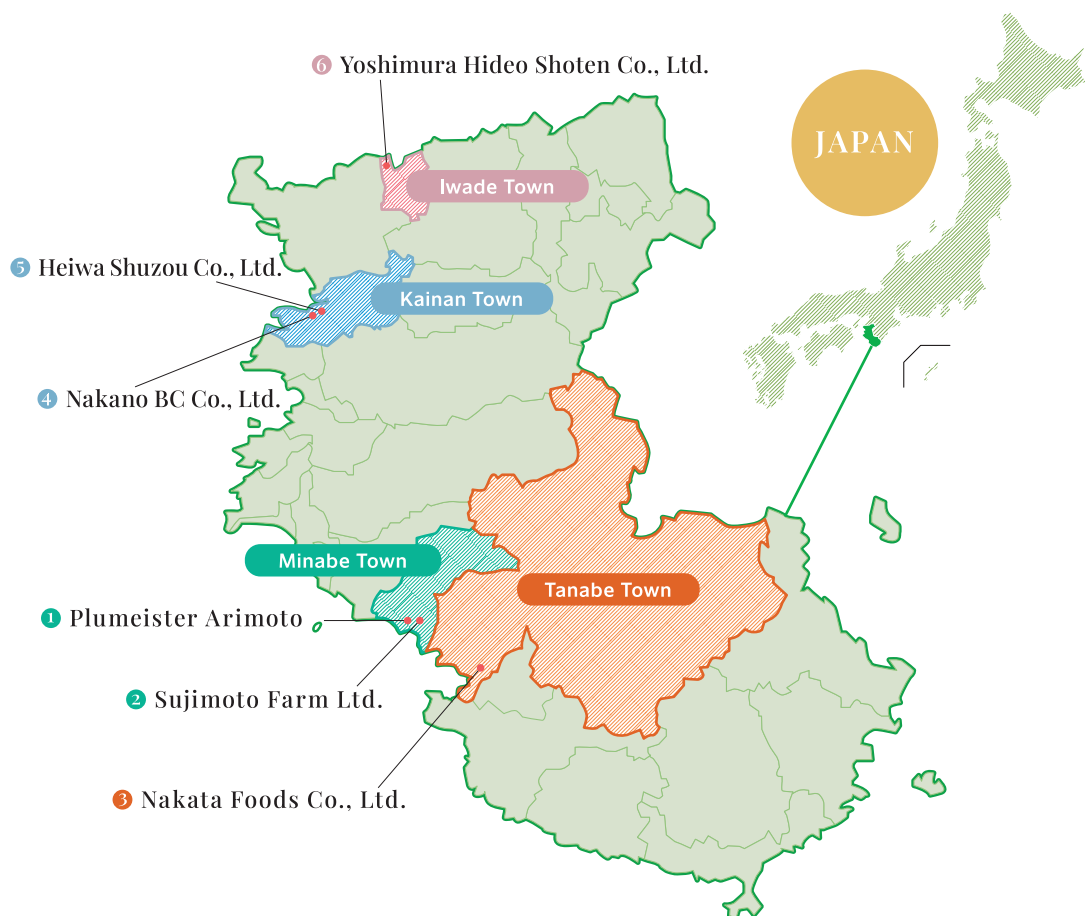 6 Yoshimura Hideo Shoten Co., Ltd.
JAPAN
Iwade Town
5 Heiwa Shuzou Co., Ltd.
Kainan Town
4 Nakano BC Co., Ltd.
Minabe Town
Tanabe Town
1 Plumeister Arimoto
2 Sujimoto Farm Ltd.
3 Nakata Foods Co., Ltd.